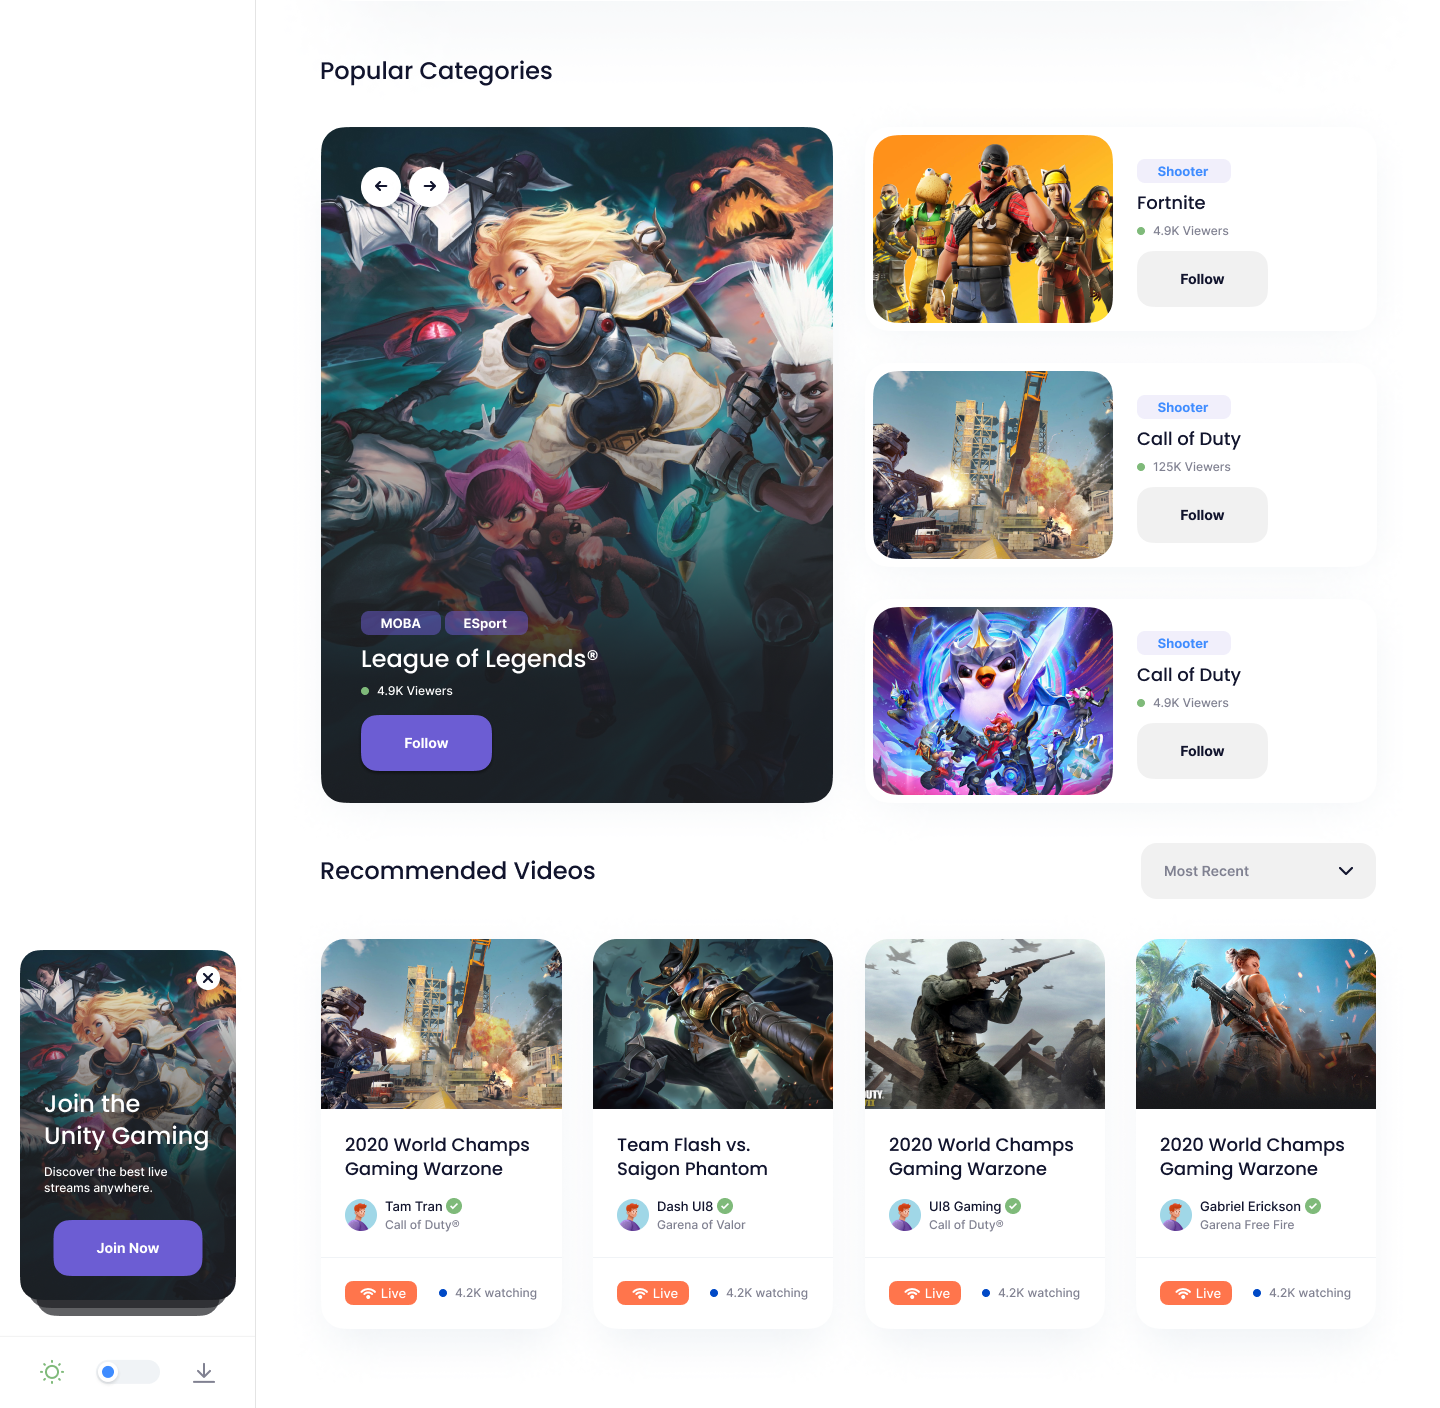 Popular Categories
MOBA
ESport
League of Legends®
4.9K Viewers
Follow
Shooter
Fortnite
4.9K Viewers
Follow
Shooter
Call of Duty
125K Viewers
Follow
Shooter
Call of Duty
4.9K Viewers
Follow
Recommended Videos
Most Recent
2020 World Champs
Gaming Warzone
Tam Tran
Call of Duty®
Live
4.2K watching
Team Flash vs.
Saigon Phantom
Dash UI8
Garena of Valor
Live
4.2K watching
DUTY
2020 World Champs
Gaming Warzone
UI8 Gaming
Call of Duty®
Live
4.2K watching
2020 World Champs
Gaming Warzone
Gabriel Erickson
Garena Free Fire
Live
4.2K watching
Join the
Unity Gaming
Discover the best live
streams anywhere.
Join Now